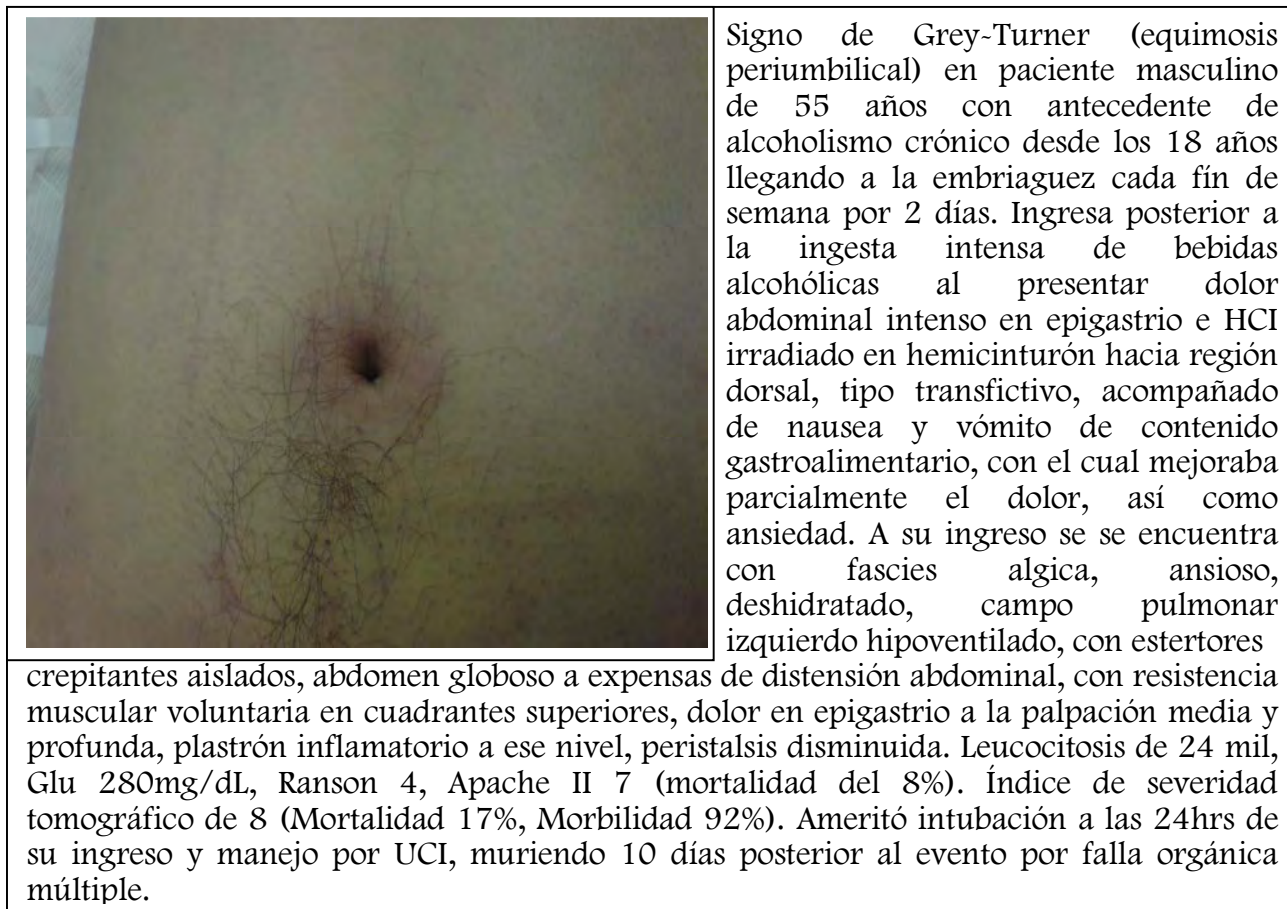 Signo de Grey-Turner (equimosis
periumbilical) en paciente masculino
de 55 años con antecedente de
alcoholismo crónico desde los 18 años
llegando a la embriaguez cada fín de
semana por 2 días. Ingresa posterior a
la ingesta intensa de bebidas
alcohólicas al presentar dolor
abdominal intenso en epigastrio e HCI
irradiado en hemicinturón hacia región
dorsal, tipo transfictivo, acompañado
de nausea y vómito de contenido
gastroalimentario, con el cual mejoraba
parcialmente el dolor, así como
ansiedad. A su ingreso se se encuentra
con fascies algica, ansioso,
deshidratado, campo pulmonar
izquierdo hipoventilado, con estertores
crepitantes aislados, abdomen globoso a expensas de distensión abdominal, con resistencia
muscular voluntaria en cuadrantes superiores, dolor en epigastrio a la palpación media y
profunda, plastrón inflamatorio a ese nivel, peristalsis disminuida. Leucocitosis de 24 mil,
Glu 280mg/dL, Ranson 4, Apache II 7 (mortalidad del 8%). Índice de severidad
tomográfico de 8 (Mortalidad 17%, Morbilidad 92%). Ameritó intubación a las 24hrs de
su ingreso y manejo por UCI, muriendo 10 días posterior al evento por falla orgánica
múltiple.